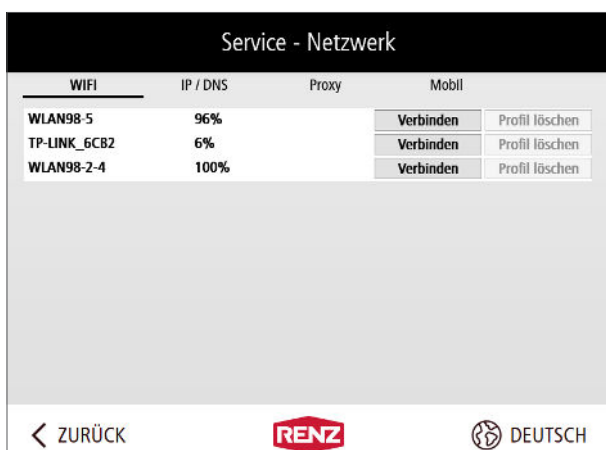 Service - Netzwerk
WIFI IP / DNS Proxy Mobil
WLAN98-5 96% Verbinden Profil löschen
TP-LINK_6CB2 6% Verbinden Profil löschen
WLAN98-2-4 100% Verbinden Profil löschen
ZURÜCK RENZ DEUTSCH